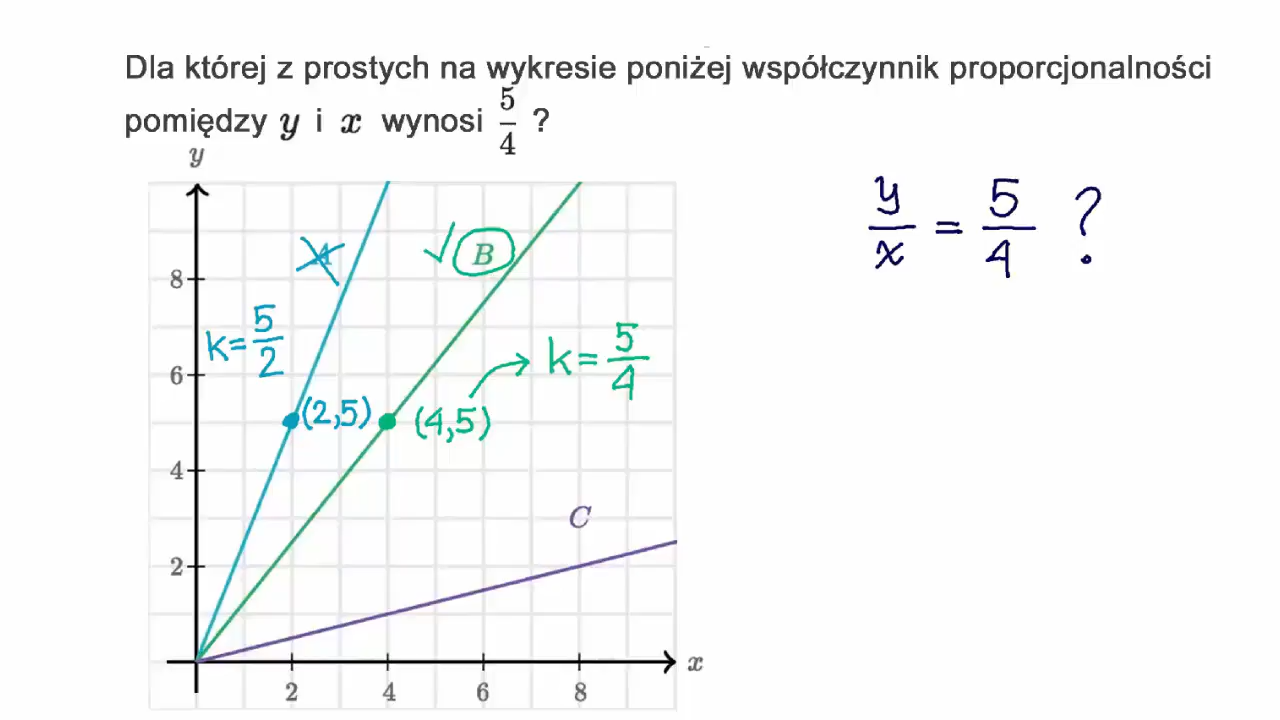 Dla której z prostych na wykresie poniżej współczynnik proporcjonalności
pomiędzy y i x wynosi 5/4 ?
y
y/x = 5/4 ?
A
√ B
8
k=5/2
k=5/4
6
(2,5)
(4,5)
4
C
2
x
2 4 6 8